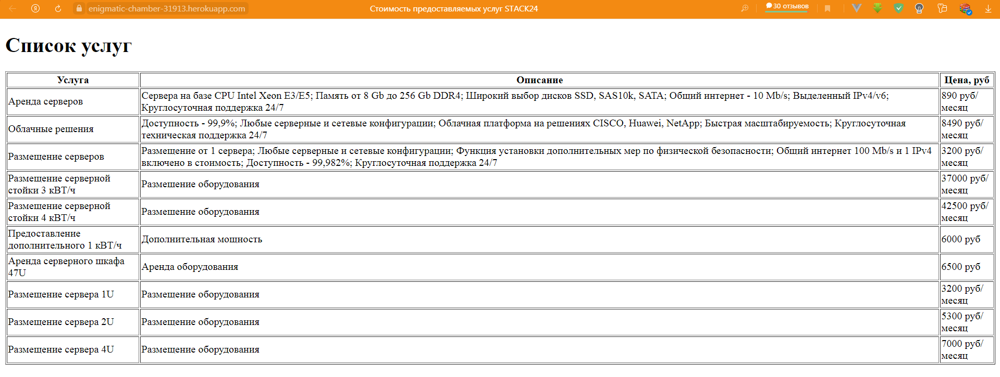 enigmatic-chamber-31913.herokuapp.com
Стоимость предоставляемых услуг STACK24
30 отзывов
Список услуг
Услуга
Описание
Цена, руб
Аренда серверов
Сервера на базе CPU Intel Xeon E3/E5; Память от 8 Gb до 256 Gb DDR4; Широкий выбор дисков SSD, SAS10k, SATA; Общий интернет - 10 Mb/s; Выделенный IPv4/v6;
Круглосуточная поддержка 24/7
890 руб/
месяц
Облачные решения
Доступность - 99,9%; Любые серверные и сетевые конфигурации; Облачная платформа на решениях CISCO, Huawei, NetApp; Быстрая масштабируемость; Круглосуточная
техническая поддержка 24/7
8490 руб/
месяц
Размещение серверов
Размещение от 1 сервера; Любые серверные и сетевые конфигурации; Функция установки дополнительных мер по физической безопасности; Общий интернет 100 Mb/s и 1 IPv4
включено в стоимость; Доступность - 99,982%; Круглосуточная поддержка 24/7
3200 руб/
месяц
Размещение серверной
стойки 3 кВТ/ч
Размешение оборудования
37000 руб/
месяц
Размещение серверной
стойки 4 кВТ/ч
Размешение оборудования
42500 руб/
месяц
Предоставление
дополнительного 1 кВТ/ч
Дополнительная мощность
6000 руб
Аренда серверного шкафа
47U
Аренда оборудования
6500 руб
Размещение сервера 1U
Размещение оборудования
3200 руб/
месяц
Размещение сервера 2U
Размещение оборудования
5300 руб/
месяц
Размещение сервера 4U
Размещение оборудования
7000 руб/
месяц